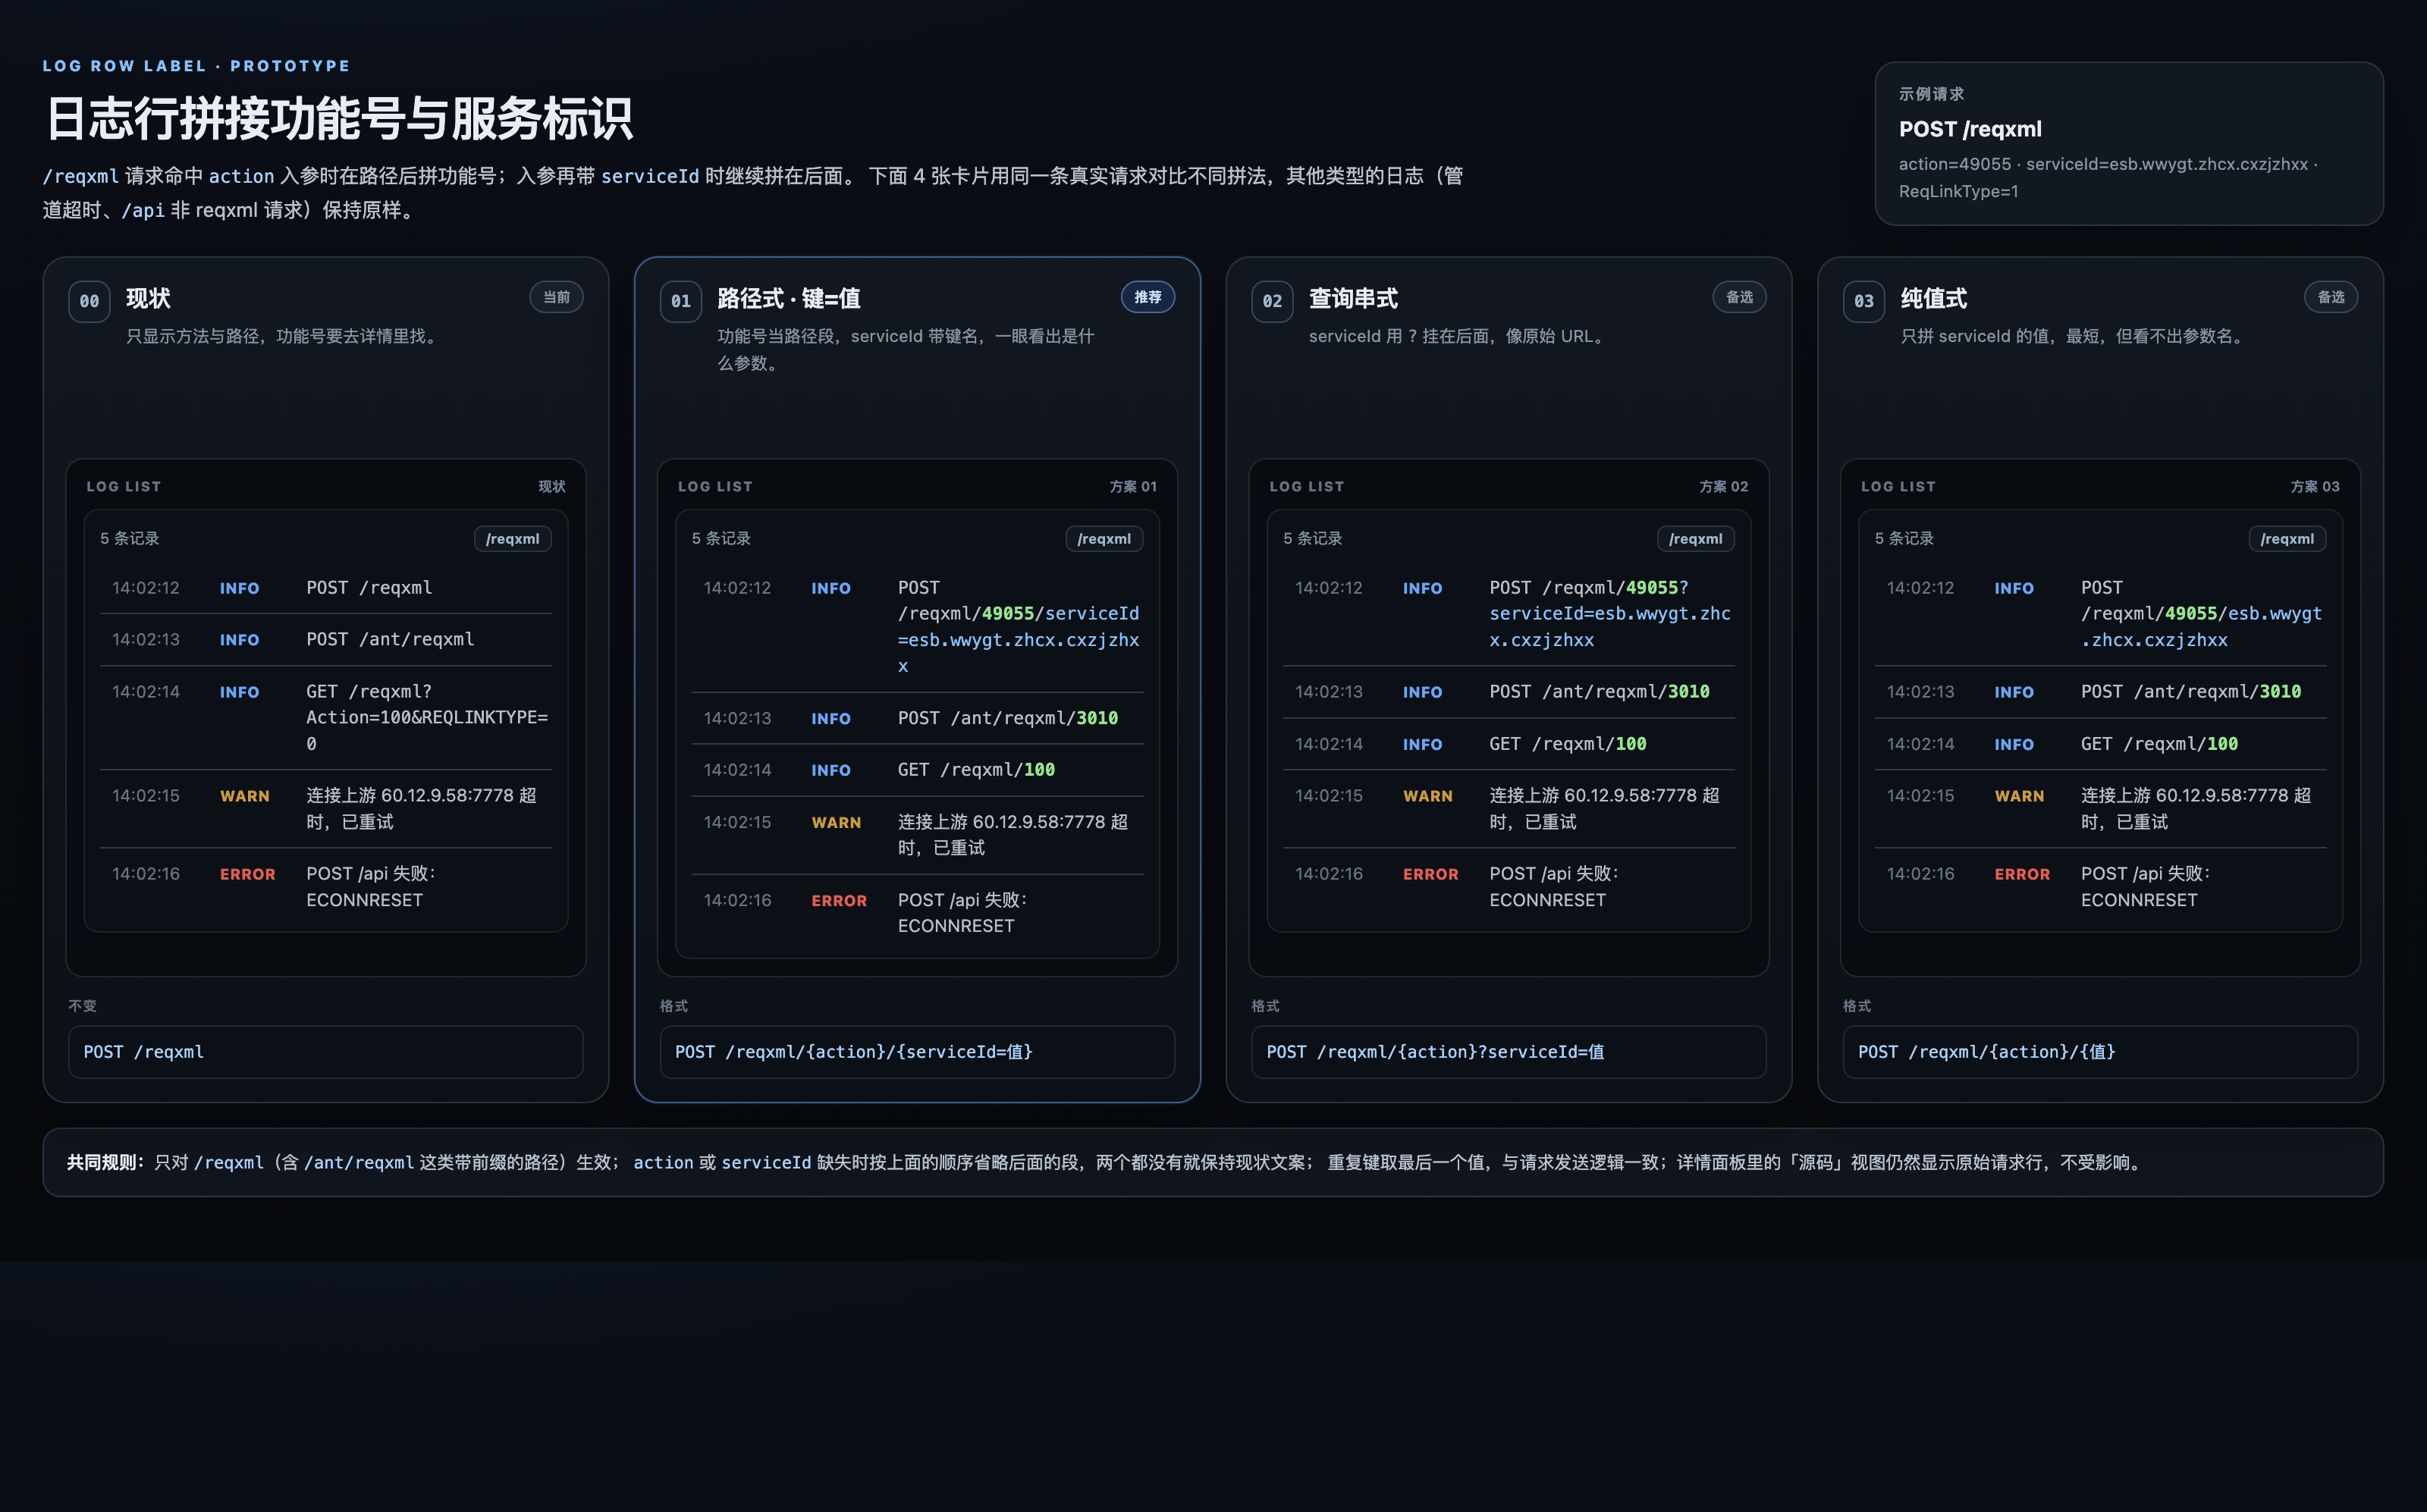 LOG ROW LABEL · PROTOTYPE
日志行拼接功能号与服务标识
/reqxml 请求命中 action 入参时在路径后拼功能号；入参再带 serviceId 时继续拼在后面。 下面 4 张卡片用同一条真实请求对比不同拼法，其他类型的日志（管
道超时、/api 非 reqxml 请求）保持原样。
示例请求
POST /reqxml
action=49055 · serviceId=esb.wwygt.zhcx.cxzjzhxx ·
ReqLinkType=1
00
现状
当前
只显示方法与路径，功能号要去详情里找。
LOG LIST
现状
5 条记录
/reqxml
14:02:12 INFO POST /reqxml
14:02:13 INFO POST /ant/reqxml
14:02:14 INFO GET /reqxml?
Action=100&REQLINKTYPE=
0
14:02:15 WARN 连接上游 60.12.9.58:7778 超
时，已重试
14:02:16 ERROR POST /api 失败：
ECONNRESET
不变
POST /reqxml
01
路径式 · 键=值
推荐
功能号当路径段，serviceId 带键名，一眼看出是什
么参数。
LOG LIST
方案 01
5 条记录
/reqxml
14:02:12 INFO POST
/reqxml/49055/serviceId
=esb.wwygt.zhcx.cxzjzhx
x
14:02:13 INFO POST /ant/reqxml/3010
14:02:14 INFO GET /reqxml/100
14:02:15 WARN 连接上游 60.12.9.58:7778 超
时，已重试
14:02:16 ERROR POST /api 失败：
ECONNRESET
格式
POST /reqxml/{action}/{serviceId=值}
02
查询串式
备选
serviceId 用 ? 挂在后面，像原始 URL。
LOG LIST
方案 02
5 条记录
/reqxml
14:02:12 INFO POST /reqxml/49055?
serviceId=esb.wwygt.zhc
x.cxzjzhxx
14:02:13 INFO POST /ant/reqxml/3010
14:02:14 INFO GET /reqxml/100
14:02:15 WARN 连接上游 60.12.9.58:7778 超
时，已重试
14:02:16 ERROR POST /api 失败：
ECONNRESET
格式
POST /reqxml/{action}?serviceId=值
03
纯值式
备选
只拼 serviceId 的值，最短，但看不出参数名。
LOG LIST
方案 03
5 条记录
/reqxml
14:02:12 INFO POST
/reqxml/49055/esb.wwygt
.zhcx.cxzjzhxx
14:02:13 INFO POST /ant/reqxml/3010
14:02:14 INFO GET /reqxml/100
14:02:15 WARN 连接上游 60.12.9.58:7778 超
时，已重试
14:02:16 ERROR POST /api 失败：
ECONNRESET
格式
POST /reqxml/{action}/{值}
共同规则：只对 /reqxml（含 /ant/reqxml 这类带前缀的路径）生效； action 或 serviceId 缺失时按上面的顺序省略后面的段，两个都没有就保持现状文案； 重复键取最后一个值，与请求发送逻辑一致；详情面板里的「源码」视图仍然显示原始请求行，不受影响。